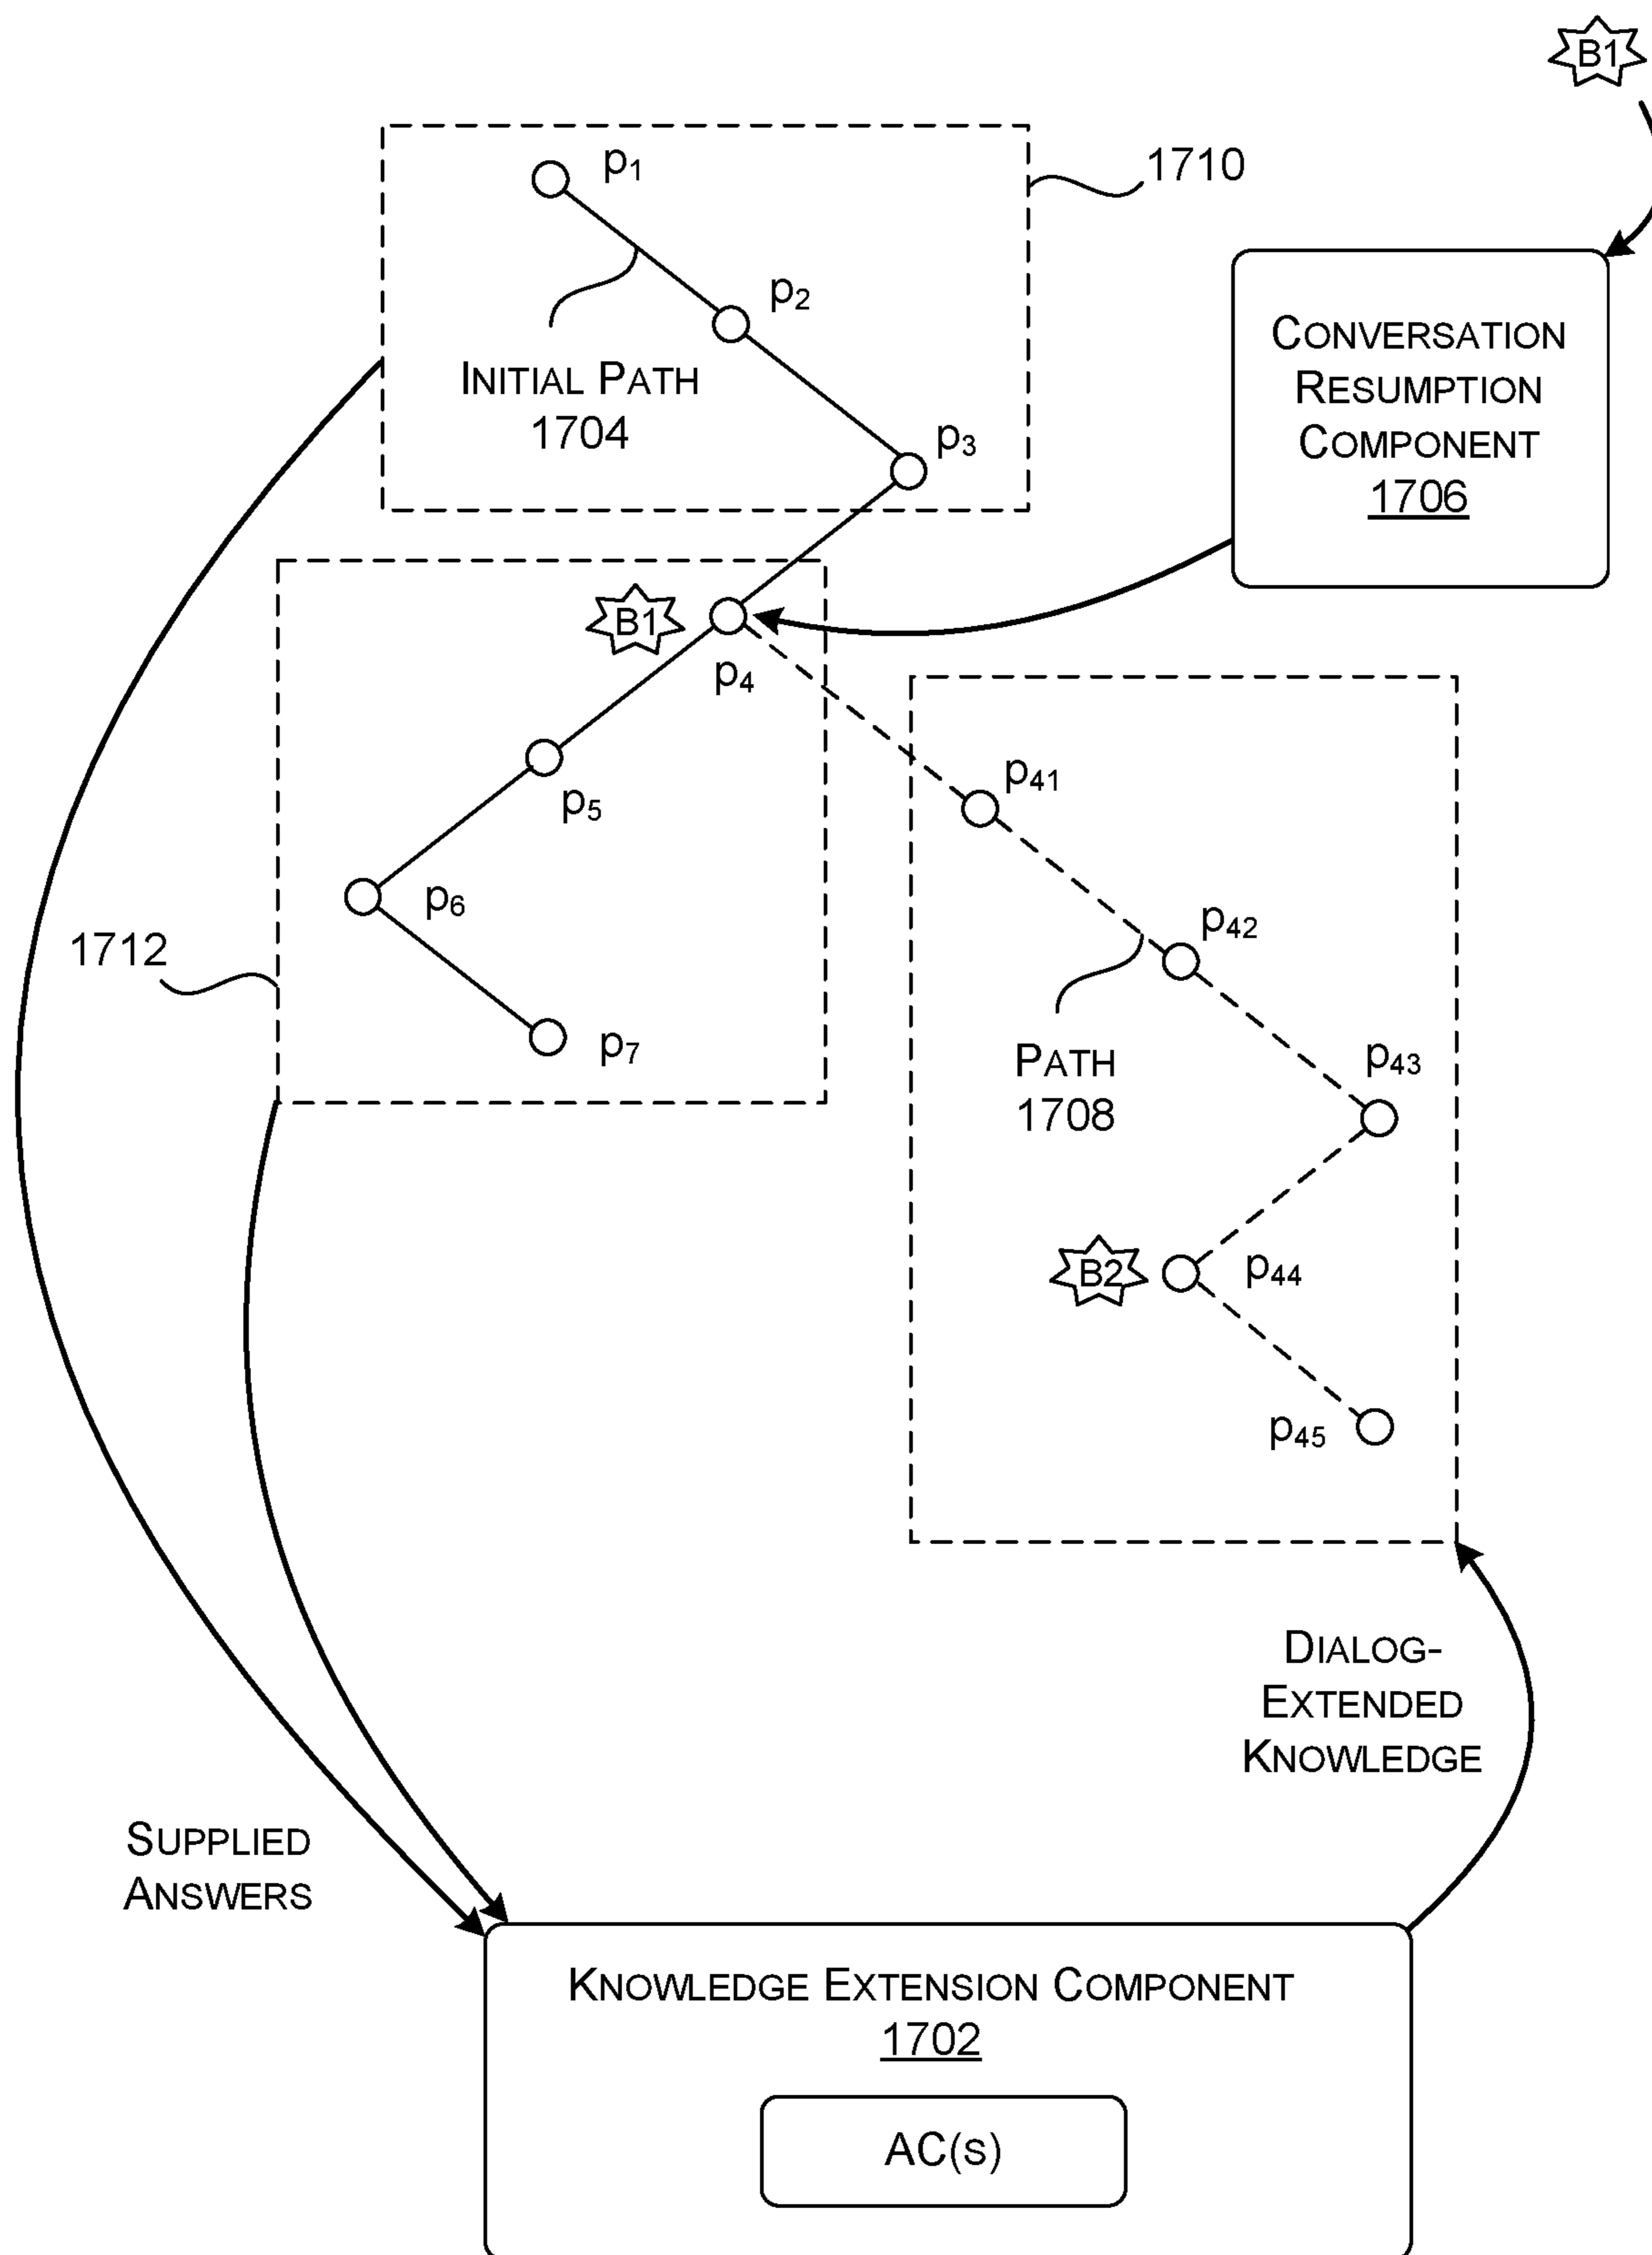 B1
p1
1710
p2
INITIAL PATH
1704
p3
CONVERSATION
RESUMPTION
COMPONENT
1706
B1
p4
p5
p41
p6
p42
1712
p7
PATH
1708
p43
B2
p44
p45
DIALOG-
EXTENDED
KNOWLEDGE
SUPPLIED
ANSWERS
KNOWLEDGE EXTENSION COMPONENT
1702
AC(S)